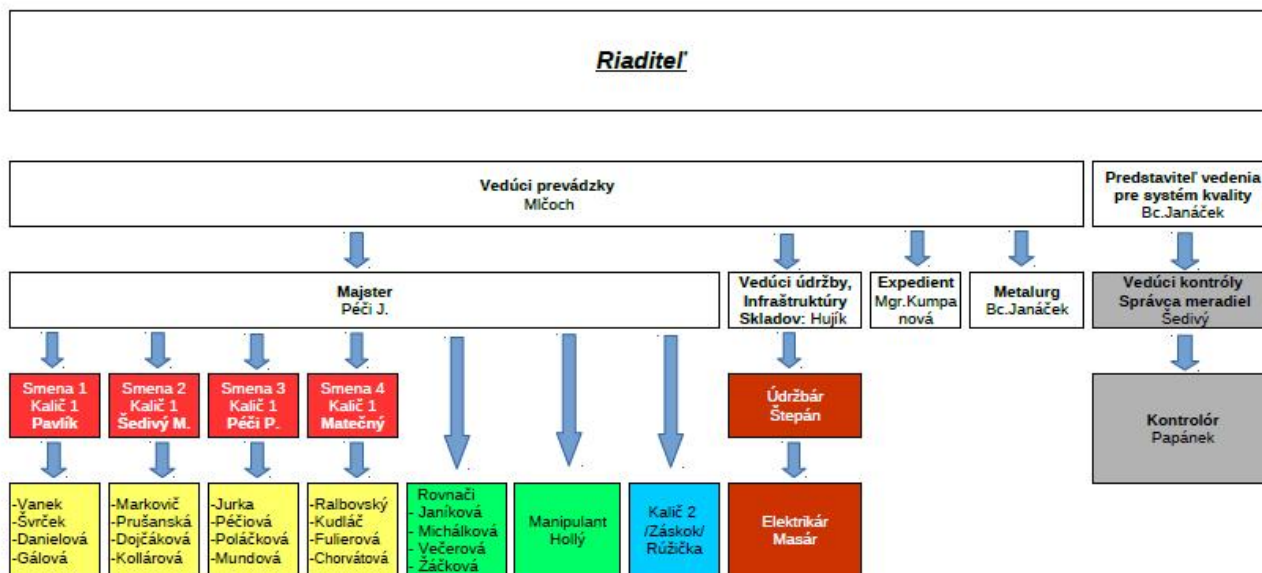 Riaditeľ
Vedúci prevádzky
Mlčoch
Predstaviteľ vedenia
pre systém kvality
Bc.Janáček
Majster
Péči J.
Vedúci údržby,
Infraštruktúry
Skladov: Hujík
Expedient
Mgr.Kumpa
nová
Metalurg
Bc.Janáček
Vedúci kontróly
Správca meradiel
Šedivý
Smena 1
Kalič 1
Pavlík
Smena 2
Kalič 1
Šedivý M.
Smena 3
Kalič 1
Péči P.
Smena 4
Kalič 1
Matečný
Údržbár
Štepán
Kontrolór
Papánek
-Vanek
-Švrček
-Danielová
-Gálová
-Markovič
-Prušanská
-Dojčáková
-Kollárová
-Jurka
-Péčiová
-Poláčková
-Mundová
-Ralbovský
-Kudláč
-Fulierová
-Chorvátová
Rovnači
- Janíková
- Michálková
- Večerová
- Žáčková
Manipulant
Hollý
Kalič 2
/Záskok/
Rúžička
Elektrikár
Masár